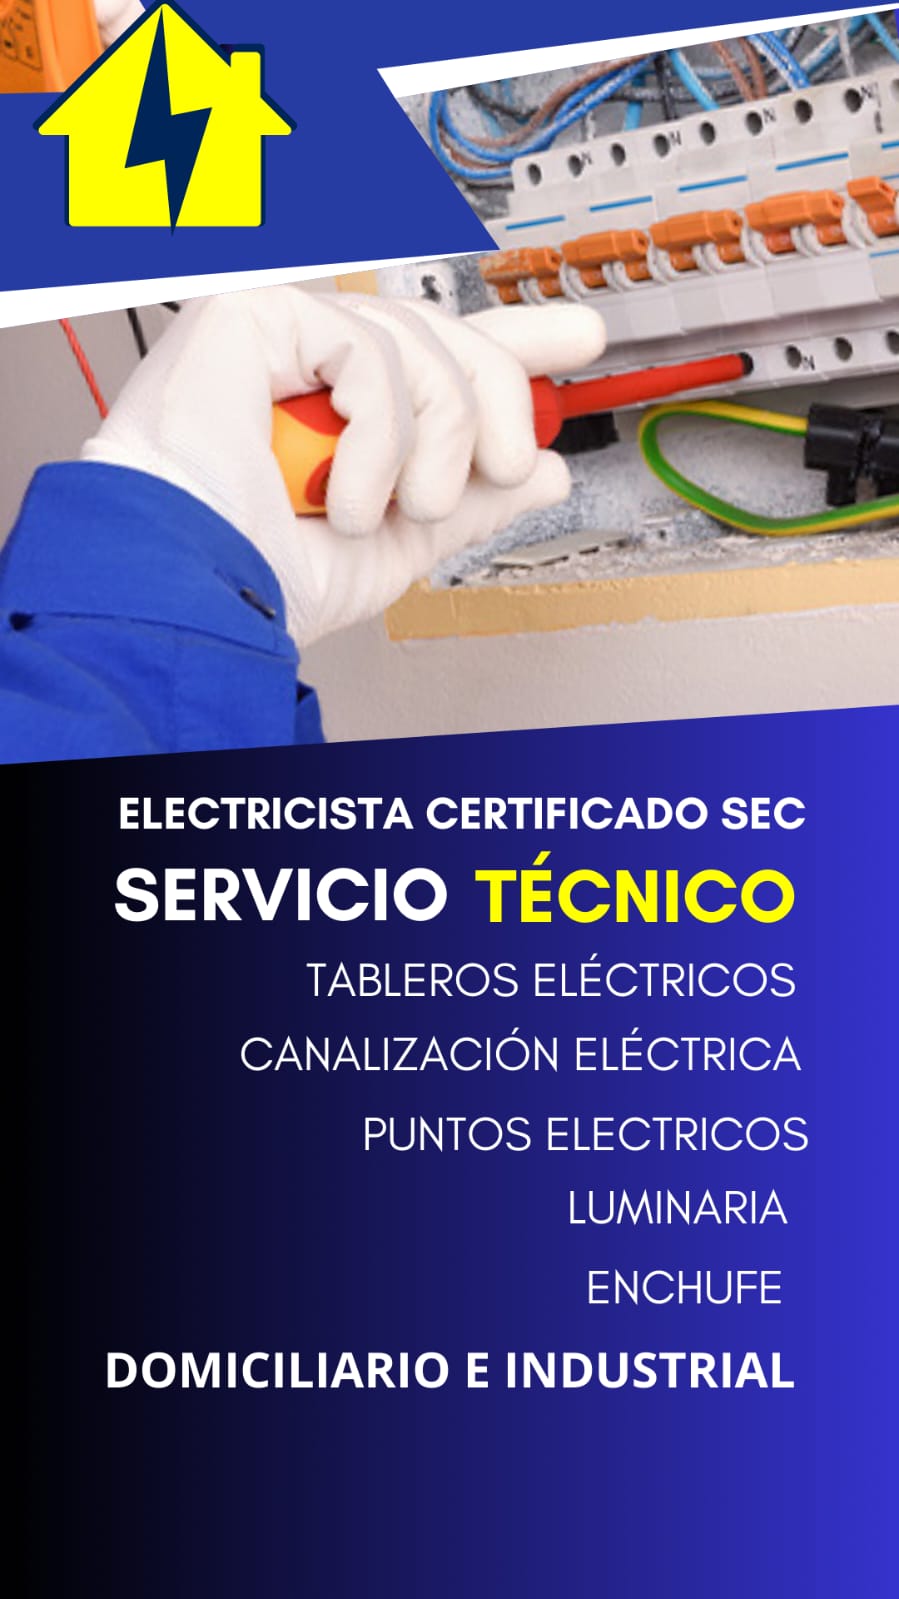 ELECTRICISTA CERTIFICADO SEC
SERVICIO TÉCNICO
TABLEROS ELÉCTRICOS
CANALIZACIÓN ELÉCTRICA
PUNTOS ELECTRICOS
LUMINARIA
ENCHUFE
DOMICILIARIO E INDUSTRIAL